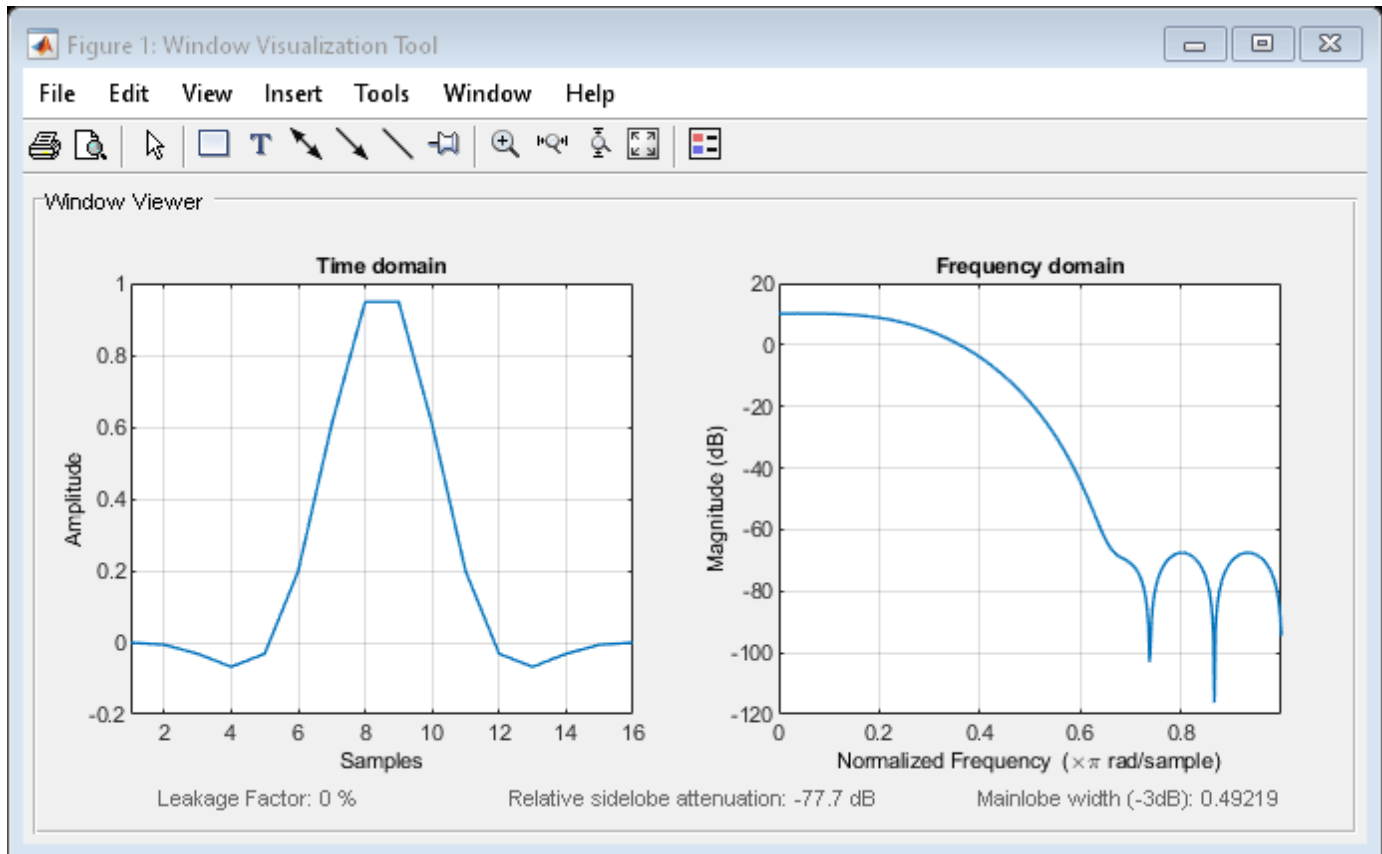 Figure 1: Window Visualization Tool
File Edit View Insert Tools Window Help
T
Window Viewer
Time domain
1
0.8
0.6
0.4
0.2
0
-0.2
Amplitude
2 4 6 8 10 12 14 16
Samples
Frequency domain
20
0
-20
-40
-60
-80
-100
-120
Magnitude (dB)
0 0.2 0.4 0.6 0.8
Normalized Frequency (×π rad/sample)
Leakage Factor: 0 %
Relative sidelobe attenuation: -77.7 dB
Mainlobe width (-3dB): 0.49219